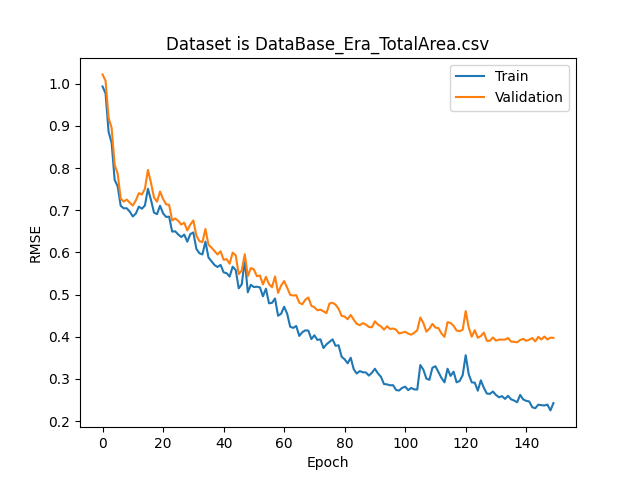 Dataset is DataBase_Era_TotalArea.csv
Train
Validation
RMSE
1.0
0.9
0.8
0.7
0.6
0.5
0.4
0.3
0.2
0 20 40 60 80 100 120 140
Epoch